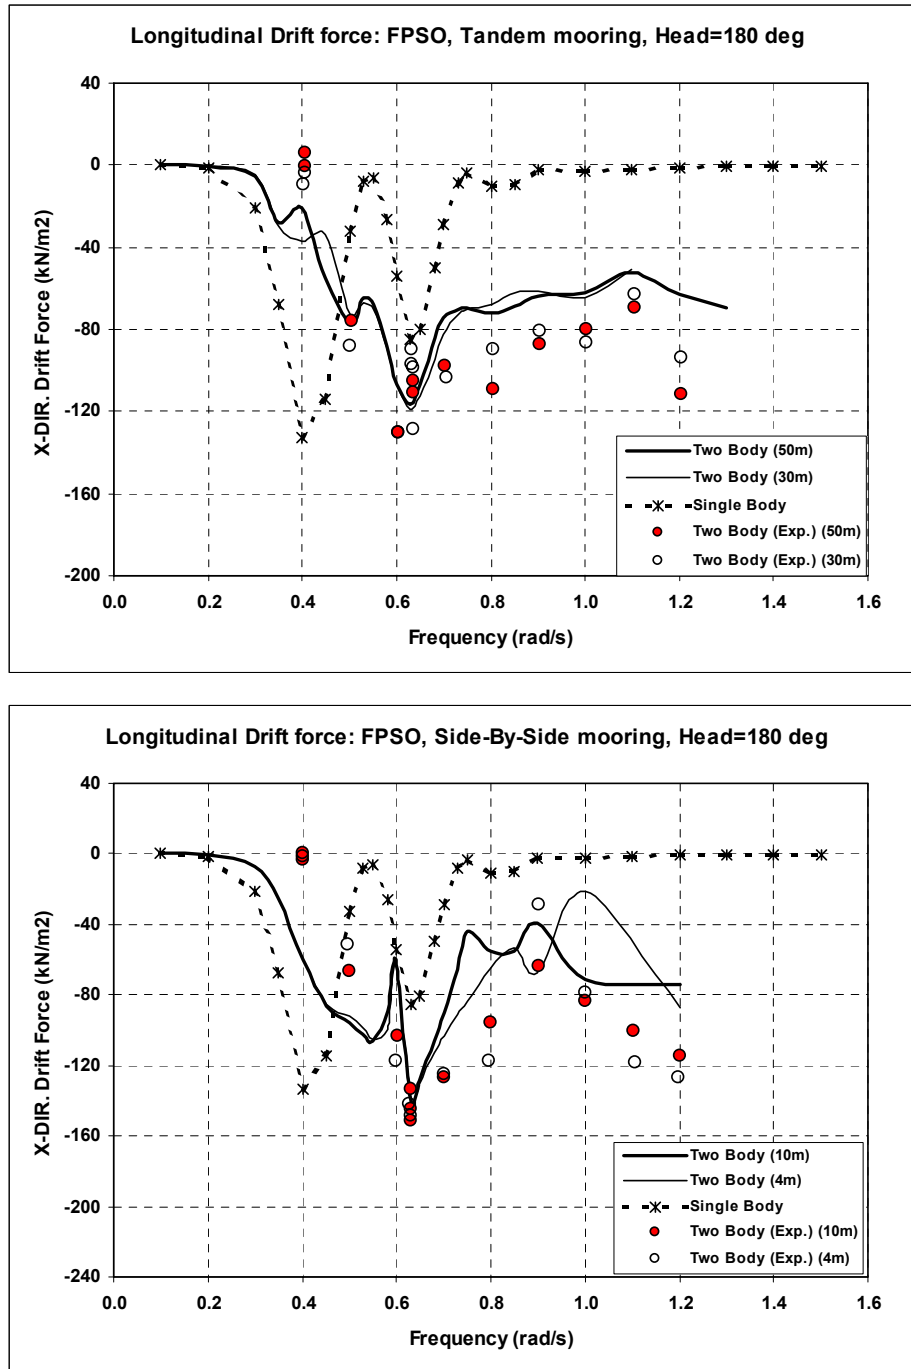 Longitudinal Drift force: FPSO, Tandem mooring, Head=180 deg
40
0
-40
-80
-120
-160
-200
X-DIR. Drift Force (kN/m2)
Two Body (50m)
Two Body (30m)
Single Body
Two Body (Exp.) (50m)
Two Body (Exp.) (30m)
0.0 0.2 0.4 0.6 0.8 1.0 1.2 1.4 1.6
Frequency (rad/s)
Longitudinal Drift force: FPSO, Side-By-Side mooring, Head=180 deg
40
0
-40
-80
-120
-160
-200
-240
X-DIR. Drift Force (kN/m2)
Two Body (10m)
Two Body (4m)
Single Body
Two Body (Exp.) (10m)
Two Body (Exp.) (4m)
0.0 0.2 0.4 0.6 0.8 1.0 1.2 1.4 1.6
Frequency (rad/s)